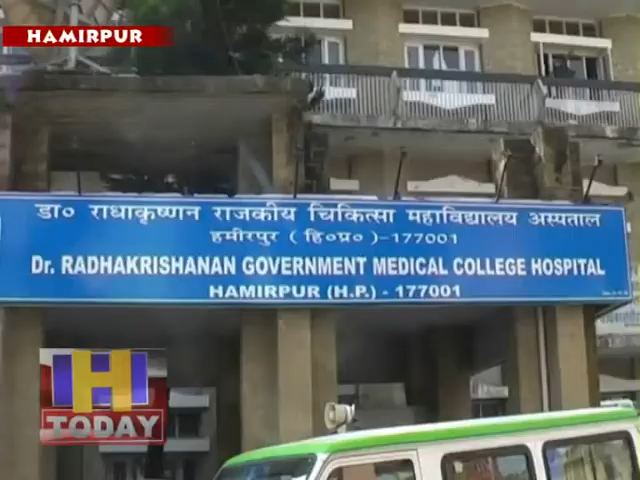 HAMIRPUR
डा० राधाकृष्णन राजकीय चिकित्सा महाविद्यालय अस्पताल
हमीरपुर ( हि०प्र० )-177001
Dr. RADHAKRISHANAN GOVERNMENT MEDICAL COLLEGE HOSPITAL
HAMIRPUR (H.P.) - 177001
H
TODAY